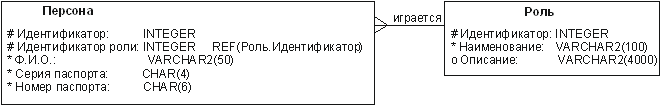 Персона
# Идентификатор: INTEGER
# Идентификатор роли: INTEGER REF(Роль.Идентификатор)
* Ф.И.О.: VARCHAR2(50)
* Серия паспорта: CHAR(4)
* Номер паспорта: CHAR(6)
играется
Роль
# Идентификатор: INTEGER
* Наименование: VARCHAR2(100)
о Описание: VARCHAR2(4000)